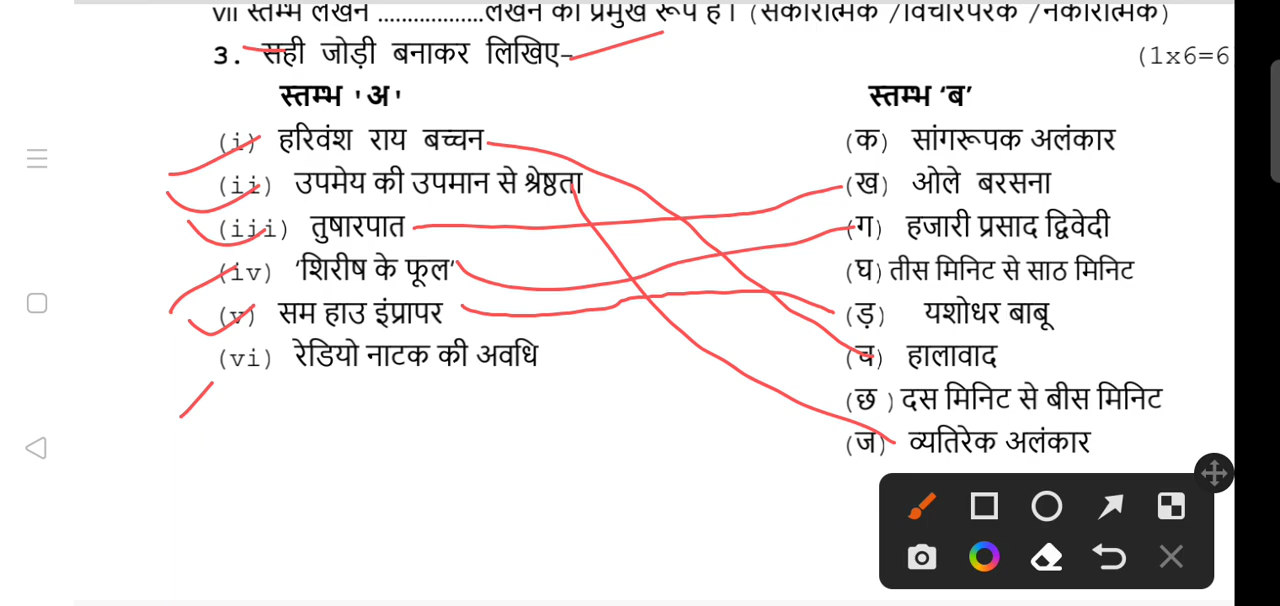 vii स्तम्भ लेखन ..................लेखन का प्रमुख रूप है। (सकारात्मक /विचारपरक /नकारात्मक)
3. सही जोड़ी बनाकर लिखिए– (1x6=6
स्तम्भ 'अ' स्तम्भ ‘ब’
(i) हरिवंश राय बच्चन (क) सांगरूपक अलंकार
(ii) उपमेय की उपमान से श्रेष्ठता (ख) ओले बरसना
(iii) तुषारपात (ग) हजारी प्रसाद द्विवेदी
(iv) ‘शिरीष के फूल’ (घ) तीस मिनिट से साठ मिनिट
(v) सम हाउ इंप्रापर (ड़) यशोधर बाबू
(vi) रेडियो नाटक की अवधि (च) हालावाद
(छ ) दस मिनिट से बीस मिनिट
(ज) व्यतिरेक अलंकार